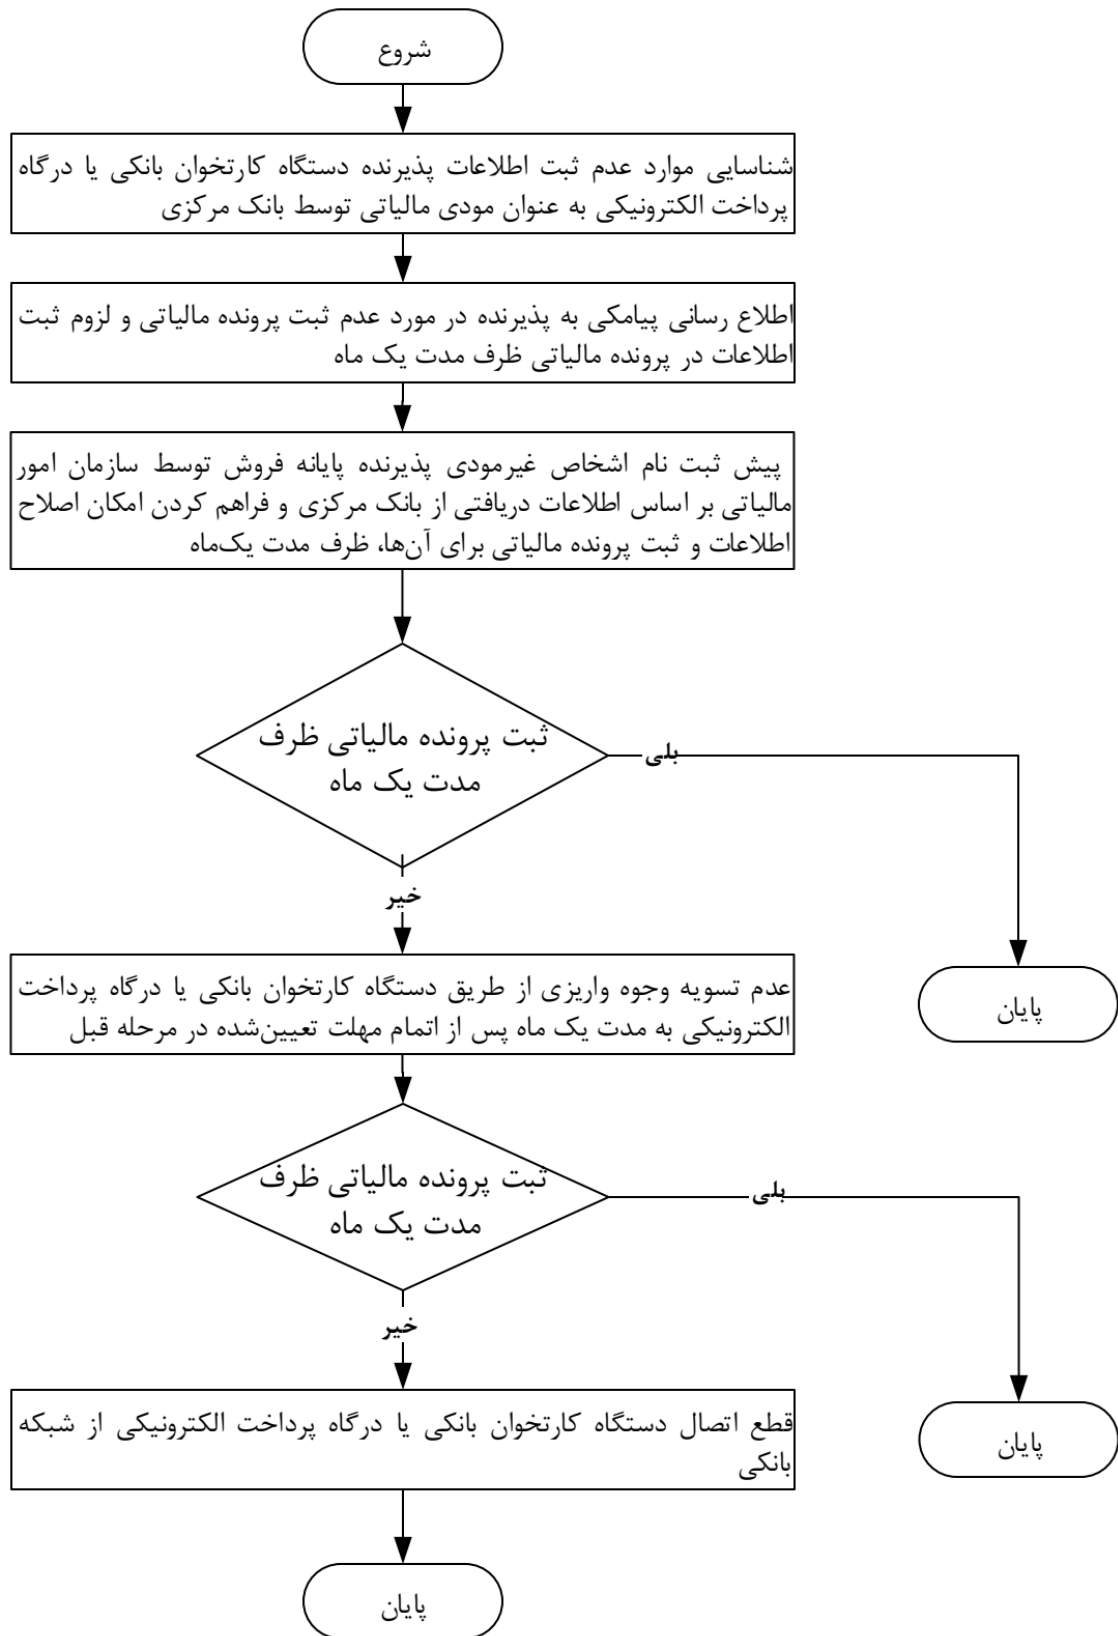 شروع
شناسایی موارد عدم ثبت اطلاعات پذیرنده دستگاه کارتخوان بانکی یا درگاه
پرداخت الکترونیکی به عنوان مودی مالیاتی توسط بانک مرکزی
اطلاع رسانی پیامکی به پذیرنده در مورد عدم ثبت پرونده مالیاتی و لزوم ثبت
اطلاعات در پرونده مالیاتی ظرف مدت یک ماه
پیش ثبت نام اشخاص غیرمودی پذیرنده پایانه فروش توسط سازمان امور
مالیاتی بر اساس اطلاعات دریافتی از بانک مرکزی و فراهم کردن امکان اصلاح
اطلاعات و ثبت پرونده مالیاتی برای آن‌ها، ظرف مدت یک‌ماه
ثبت پرونده مالیاتی ظرف
مدت یک ماه
بلی
خیر
پایان
عدم تسویه وجوه واریزی از طریق دستگاه کارتخوان بانکی یا درگاه پرداخت
الکترونیکی به مدت یک ماه پس از اتمام مهلت تعیین‌شده در مرحله قبل
ثبت پرونده مالیاتی ظرف
مدت یک ماه
بلی
خیر
پایان
قطع اتصال دستگاه کارتخوان بانکی یا درگاه پرداخت الکترونیکی از شبکه
بانکی
پایان